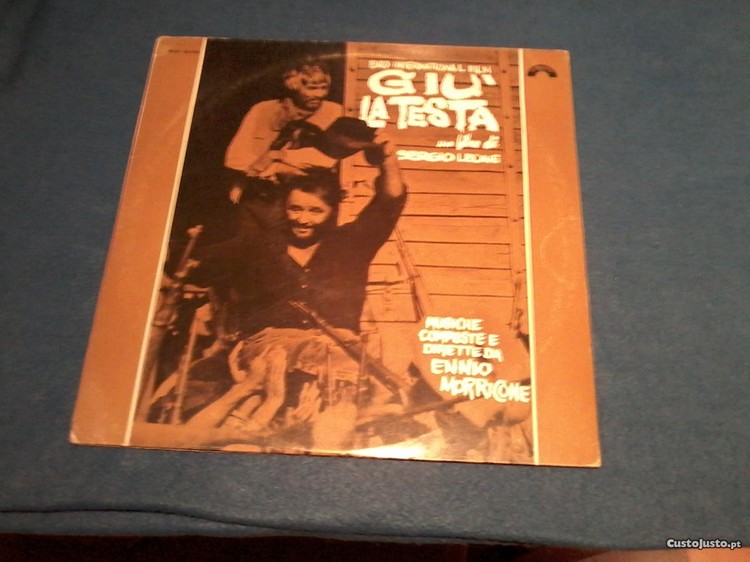 GIU'
LA TESTA
un film di
SERGIO LEONE
MUSICHE
COMPOSTE E
DIRETTE DA
ENNIO
MORRICONE
CustoJusto.pt